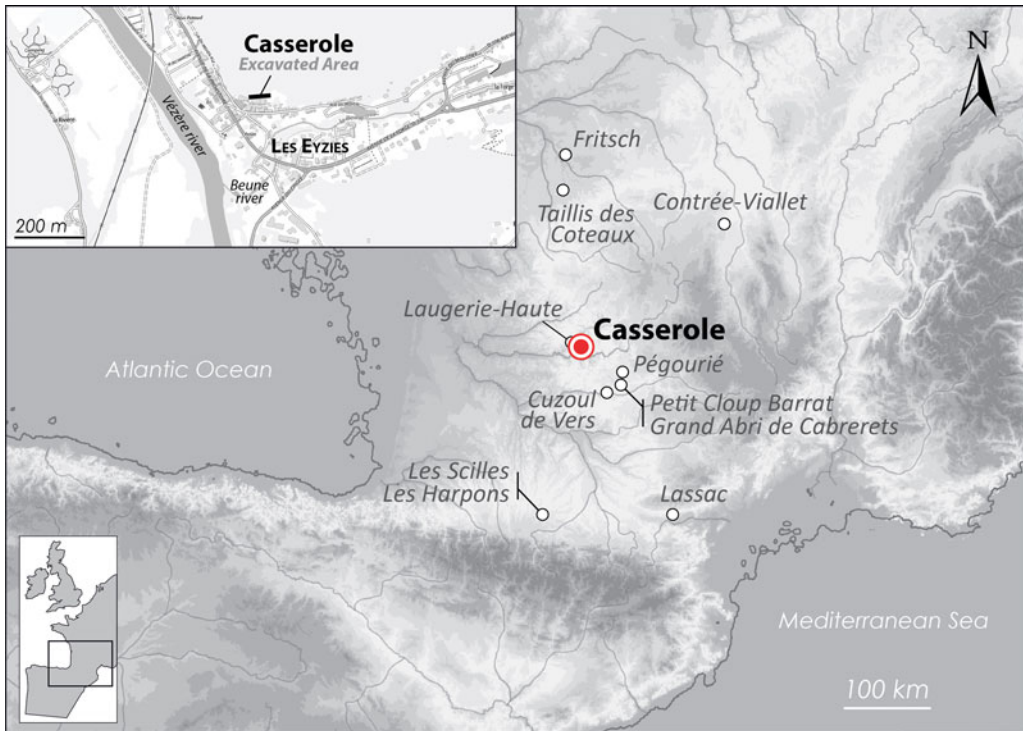 Casserole
Excavated Area
Vézère river
LES EYZIES
Beune
river
200 m
N
Fritsch
Taillis des
Coteaux
Contrée-Viallet
Laugerie-Haute
Casserole
Atlantic Ocean
Pégourié
Cuzoul
de Vers
Petit Cloup Barrat
Grand Abri de Cabrerets
Les Scilles
Les Harpons
Lassac
Mediterranean Sea
100 km